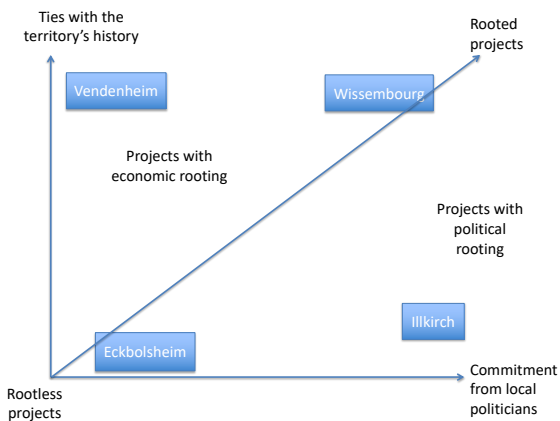 Ties with the
territory's history
Rooted
projects
Vendenheim
Wissembourg
Projects with
economic rooting
Projects with
political
rooting
Illkirch
Eckbolsheim
Rootless
projects
Commitment
from local
politicians